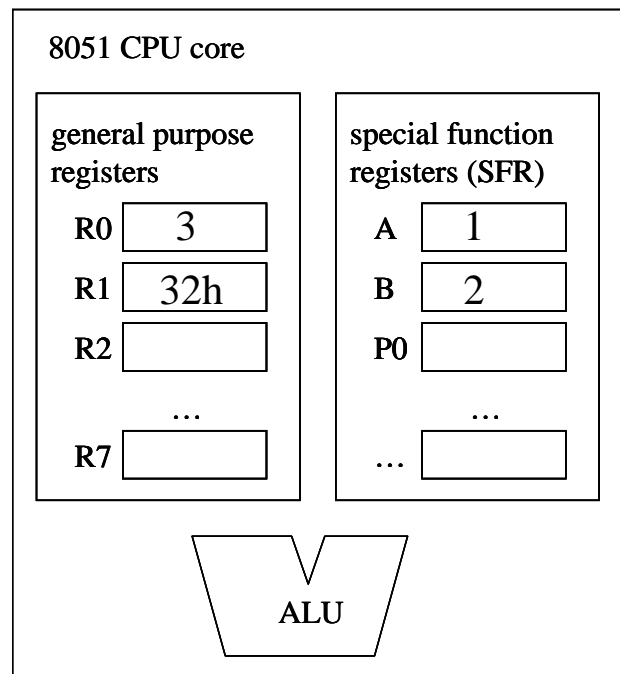 8051 CPU core
general purpose
registers
R0 3
R1 32h
R2
...
R7
special function
registers (SFR)
A 1
B 2
P0
...
...
ALU